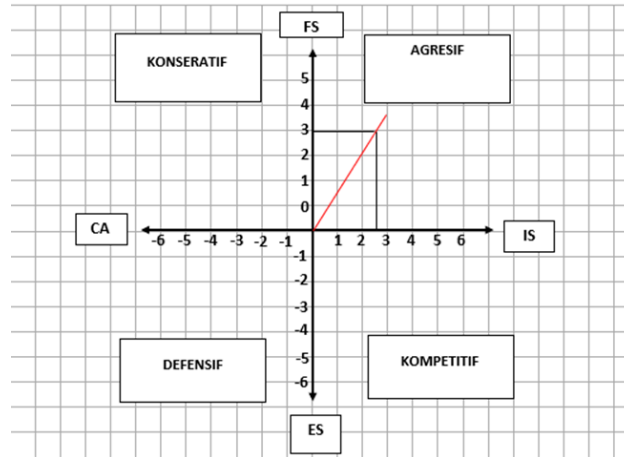 FS
KONSERATIF
AGRESIF
5
4
3
2
1
0
CA
-6 -5 -4 -3 -2 -1 1 2 3 4 5 6
IS
-1
-2
-3
-4
-5
-6
DEFENSIF
KOMPETITIF
ES